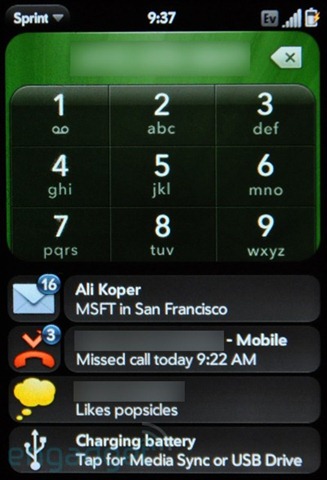 Sprint 9:37 Ev
1 2 3
abc def
4 5 6
ghi jkl mno
7 8 9
pqrs tuv wxyz
16 Ali Koper
MSFT in San Francisco
3 - Mobile
Missed call today 9:22 AM
Likes popsicles
Charging battery
Tap for Media Sync or USB Drive
engadget